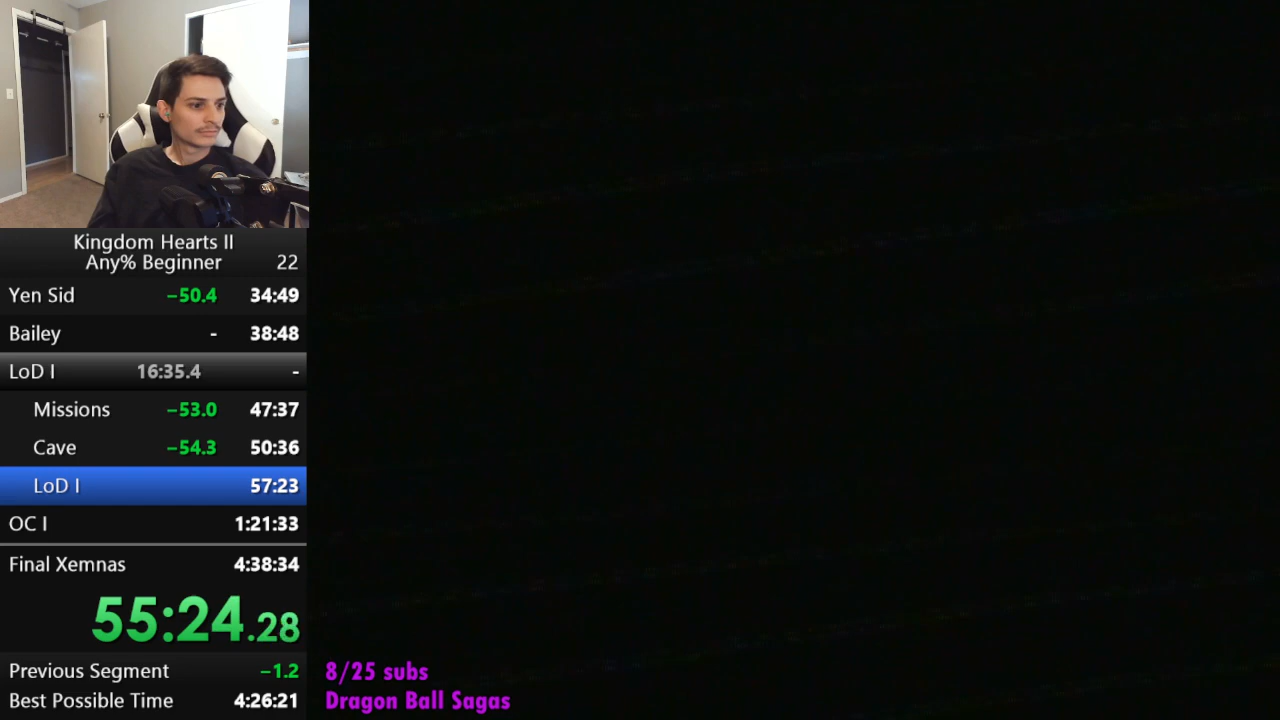 Kingdom Hearts II
Any% Beginner 22
Yen Sid -50.4 34:49
Bailey - 38:48
LoD I 16:35.4 -
Missions -53.0 47:37
Cave -54.3 50:36
LoD I 57:23
OC I 1:21:33
Final Xemnas 4:38:34
55:24.28
Previous Segment -1.2
Best Possible Time 4:26:21
8/25 subs
Dragon Ball Sagas